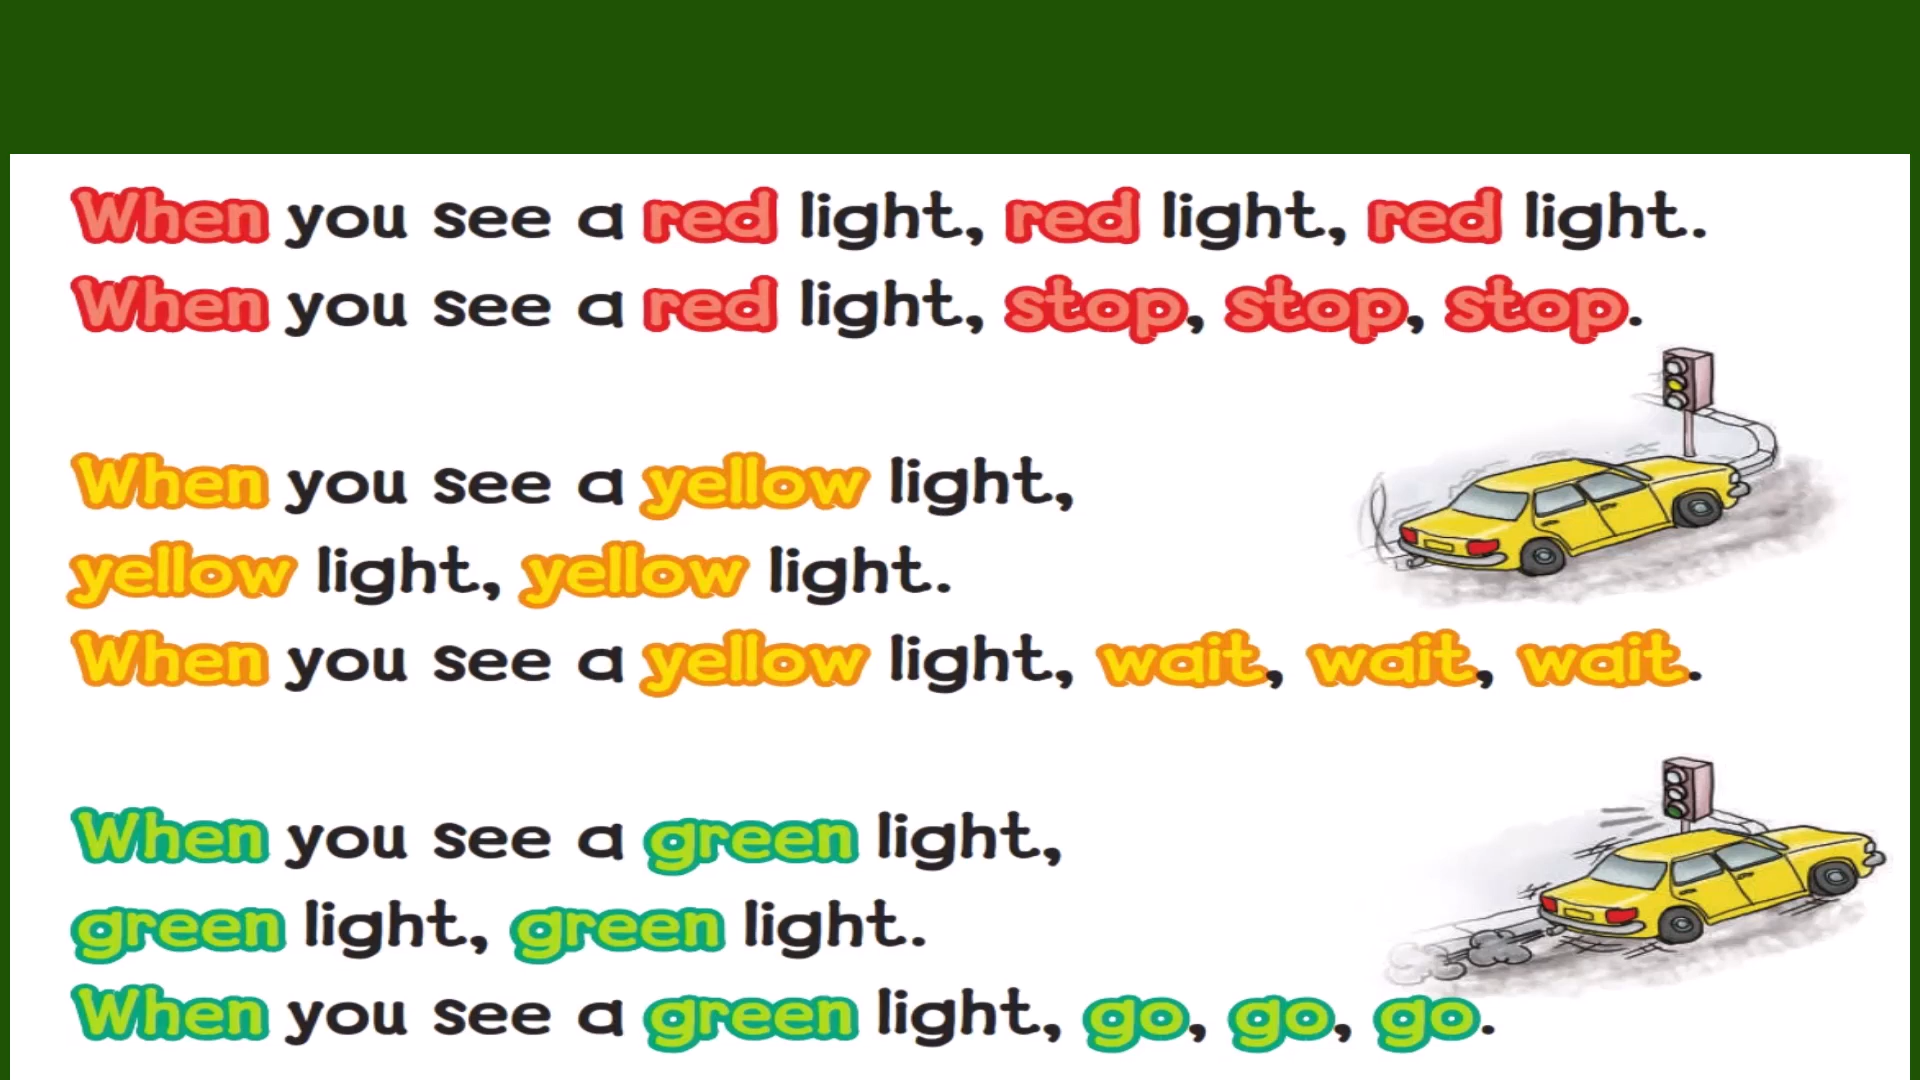 When you see a red light, red light, red light.
When you see a red light, stop, stop, stop.
When you see a yellow light,
yellow light, yellow light.
When you see a yellow light, wait, wait, wait.
When you see a green light,
green light, green light.
When you see a green light, go, go, go.